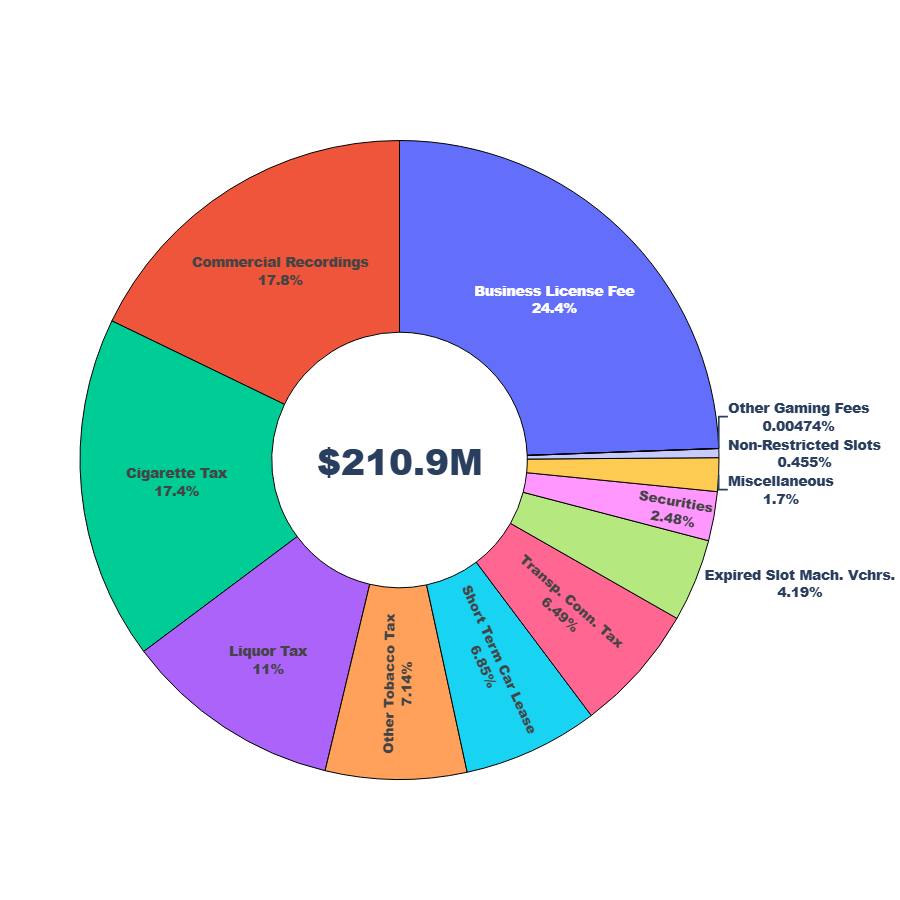 Commercial Recordings
17.8%
Business License Fee
24.4%
Other Gaming Fees
0.00474%
Non-Restricted Slots
0.455%
Miscellaneous
1.7%
Securities
2.48%
Expired Slot Mach. Vchrs.
4.19%
Transp. Conn. Tax
6.49%
Short Term Car Lease
6.85%
Other Tobacco Tax
7.14%
Liquor Tax
11%
Cigarette Tax
17.4%
$210.9M